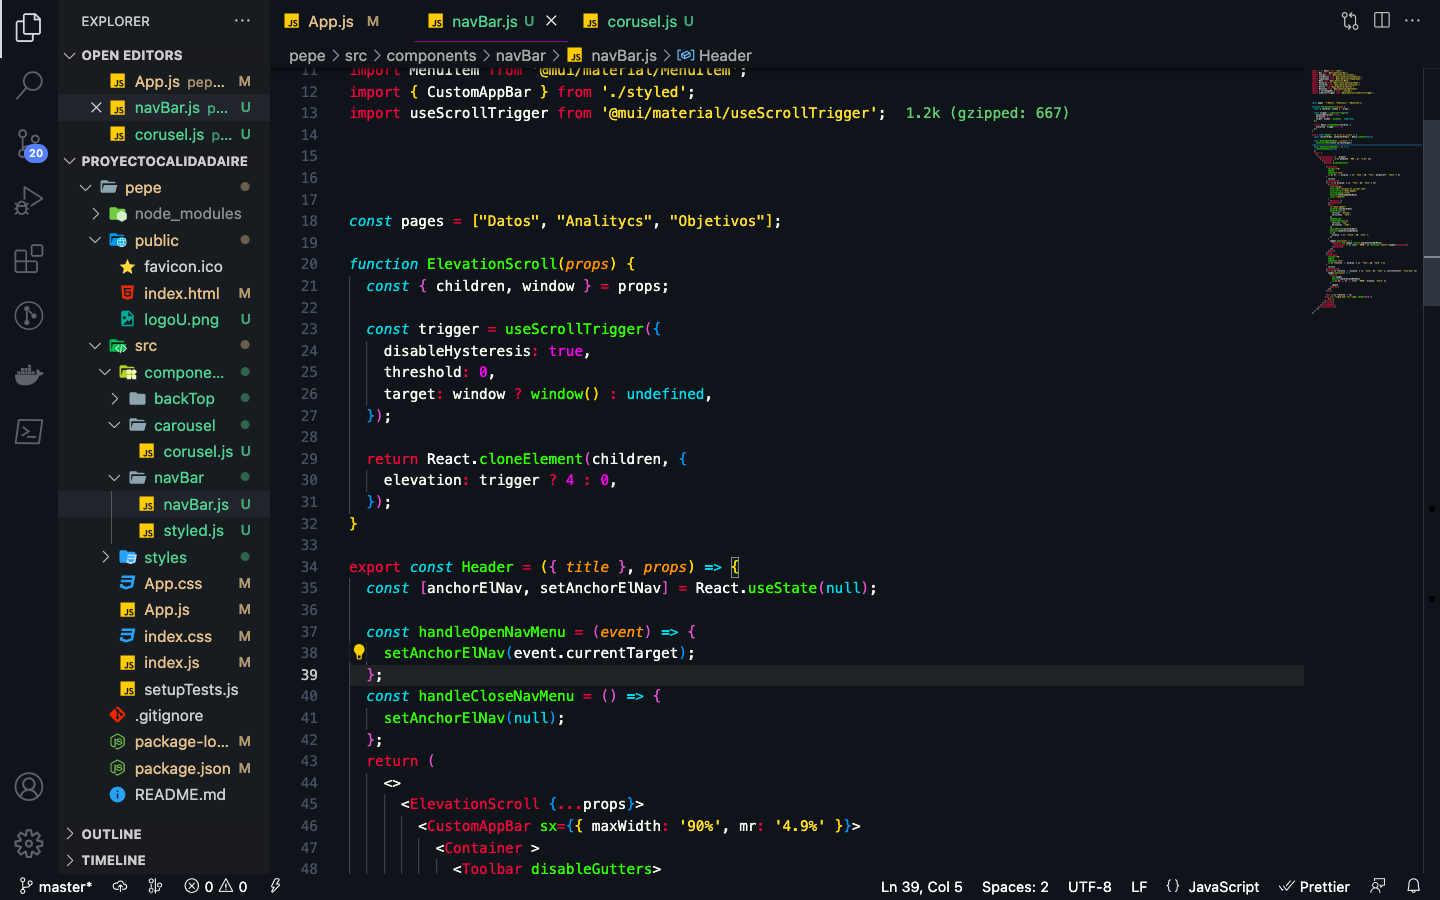 EXPLORER
OPEN EDITORS
App.js pep... M
navBar.js p... U
corusel.js p... U
PROYECTOCALIDADAIRE
pepe
node_modules
public
favicon.ico
index.html M
logoU.png U
src
compone...
backTop
carousel
corusel.js U
navBar
navBar.js U
styled.js U
styles
App.css M
App.js M
index.css M
index.js M
setupTests.js
.gitignore
package-lo... M
package.json M
README.md
OUTLINE
TIMELINE
20
App.js M navBar.js U corusel.js U
pepe > src > components > navBar > navBar.js > Header
11 import MenuItem from '@mui/material/MenuItem';
12 import { CustomAppBar } from './styled';
13 import useScrollTrigger from '@mui/material/useScrollTrigger'; 1.2k (gzipped: 667)
14
15
16
17
18 const pages = ["Datos", "Analitycs", "Objetivos"];
19
20 function ElevationScroll(props) {
21 const { children, window } = props;
22
23 const trigger = useScrollTrigger({
24 disableHysteresis: true,
25 threshold: 0,
26 target: window ? window() : undefined,
27 });
28
29 return React.cloneElement(children, {
30 elevation: trigger ? 4 : 0,
31 });
32 }
33
34 export const Header = ({ title }, props) => {
35 const [anchorElNav, setAnchorElNav] = React.useState(null);
36
37 const handleOpenNavMenu = (event) => {
38 setAnchorElNav(event.currentTarget);
39 };
40 const handleCloseNavMenu = () => {
41 setAnchorElNav(null);
42 };
43 return (
44 <>
45 <ElevationScroll {...props}>
46 <CustomAppBar sx={{ maxWidth: '90%', mr: '4.9%' }}>
47 <Container >
48 <Toolbar disableGutters>
master* 0 0 Ln 39, Col 5 Spaces: 2 UTF-8 LF {} JavaScript Prettier